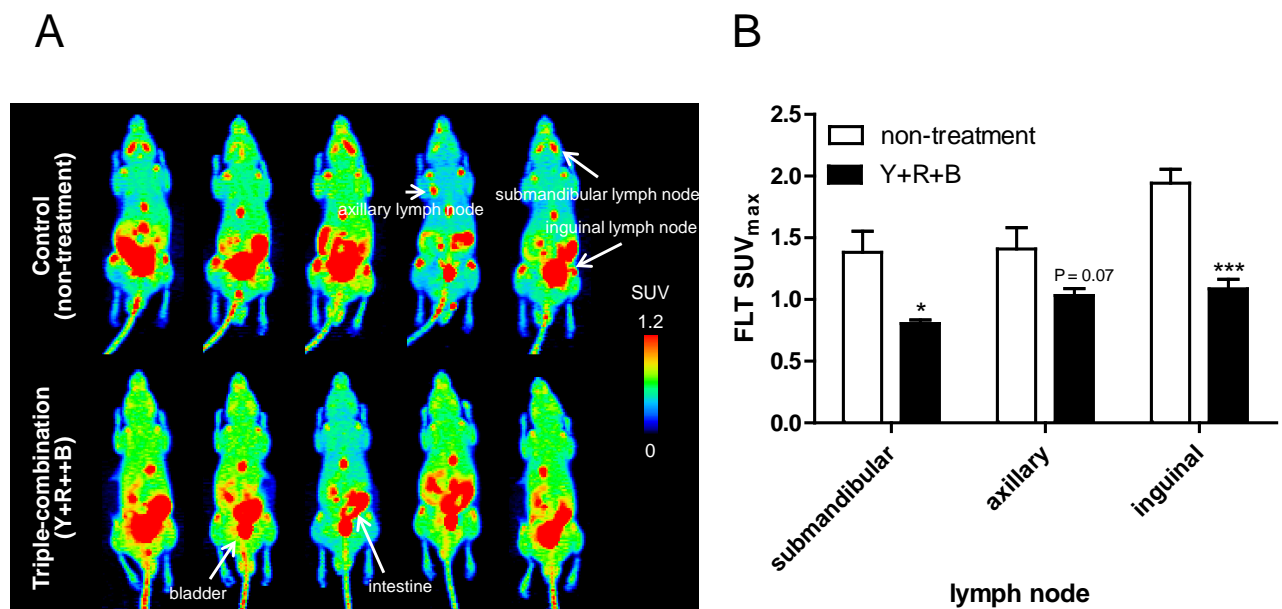 A
Control
(non-treatment)
axillary lymph node
submandibular lymph node
inguinal lymph node
SUV
1.2
0
Triple-combination
(Y+R++B)
bladder
intestine
B
FLT SUVmax
2.5
2.0
1.5
1.0
0.5
0.0
non-treatment
Y+R+B
*
P = 0.07
***
submandibular
axillary
inguinal
lymph node